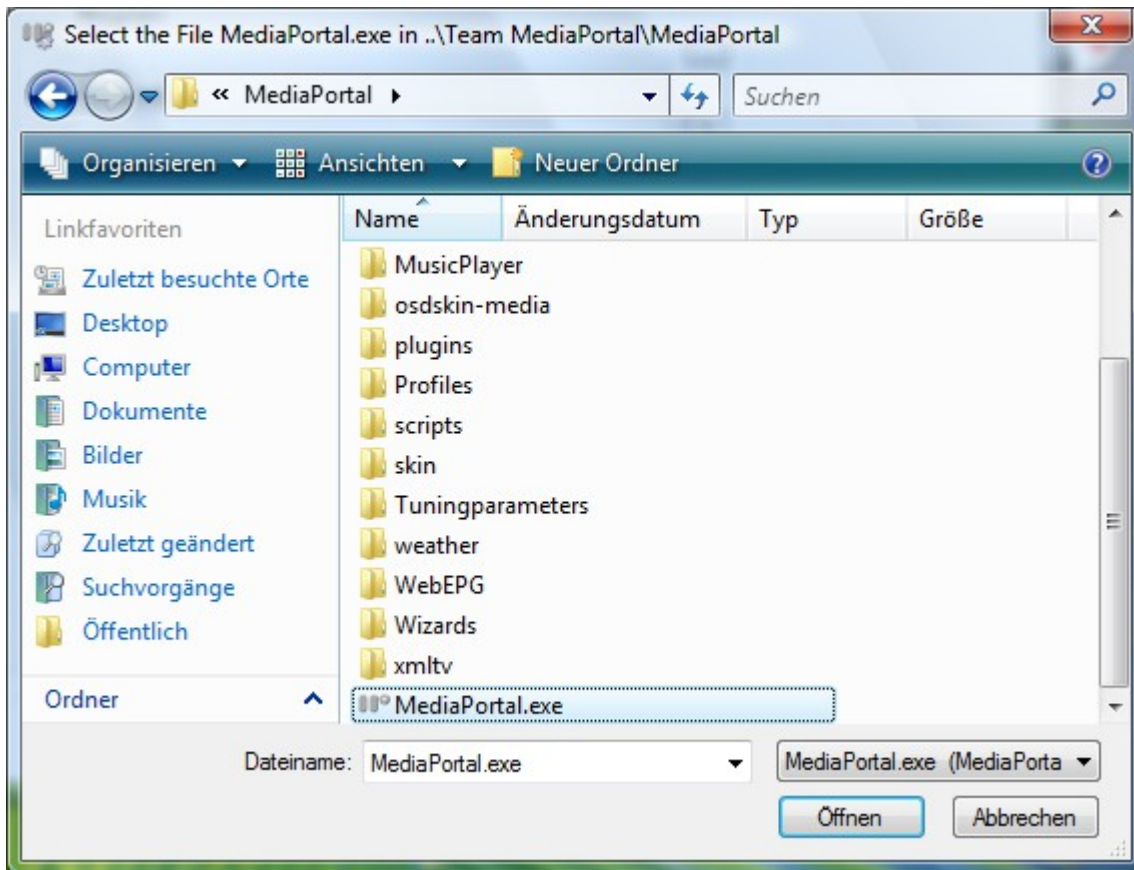 Select the File MediaPortal.exe in ..\Team MediaPortal\MediaPortal
« MediaPortal
Suchen
Organisieren Ansichten Neuer Ordner
Linkfavoriten
Zuletzt besuchte Orte
Desktop
Computer
Dokumente
Bilder
Musik
Zuletzt geändert
Suchvorgänge
Öffentlich
Ordner
Name Änderungsdatum Typ Größe
MusicPlayer
osdskin-media
plugins
Profiles
scripts
skin
Tuningparameters
weather
WebEPG
Wizards
xmltv
MediaPortal.exe
Dateiname: MediaPortal.exe MediaPortal.exe (MediaPorta
Öffnen Abbrechen